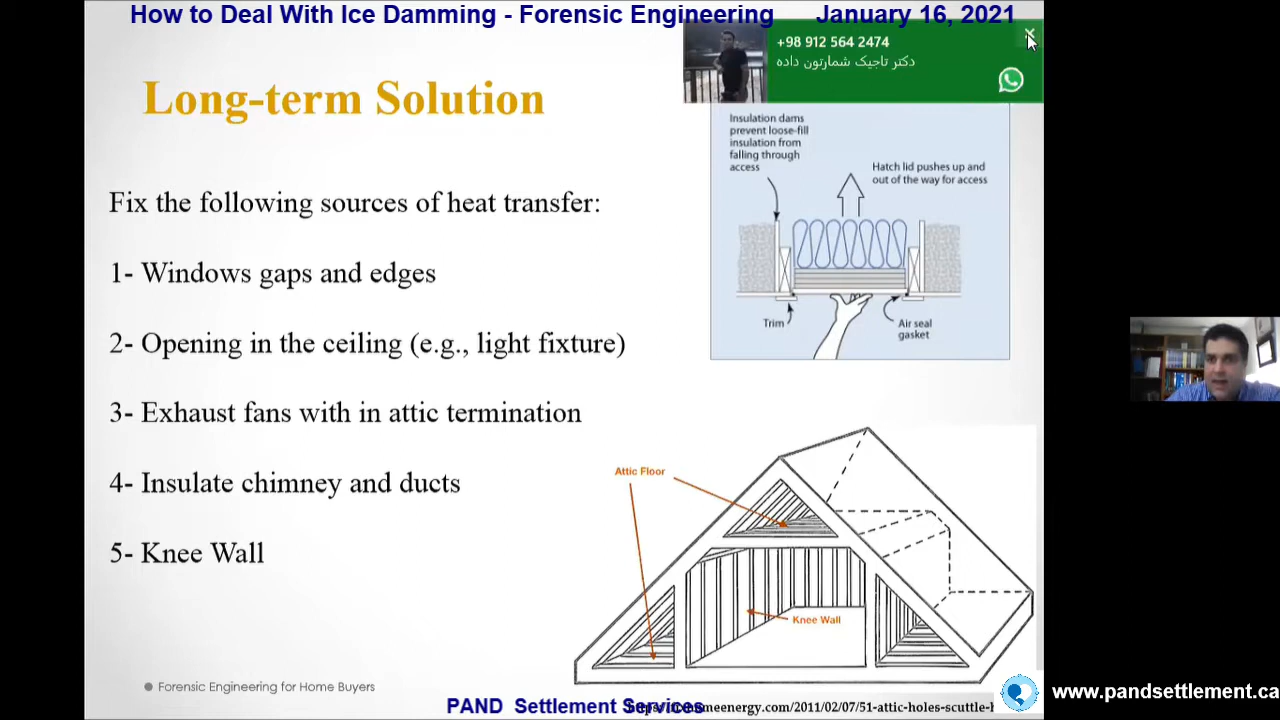 How to Deal With Ice Damming - Forensic Engineering January 16, 2021
+98 912 564 2474
دکتر تاجیک شمارتون داده
Long-term Solution
Insulation dams
prevent loose-fill
insulation from
falling through
access
Hatch lid pushes up and
out of the way for access
Trim
Air seal
gasket
Fix the following sources of heat transfer:
1- Windows gaps and edges
2- Opening in the ceiling (e.g., light fixture)
3- Exhaust fans with in attic termination
4- Insulate chimney and ducts
5- Knee Wall
Attic Floor
Knee Wall
Forensic Engineering for Home Buyers
PAND Settlement Services
www.pandsettlement.ca